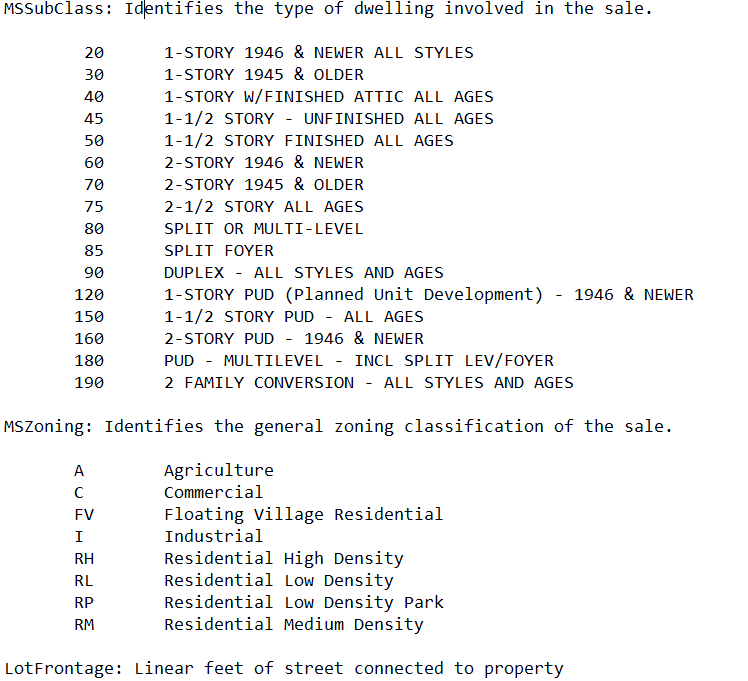 MSSubClass: Identifies the type of dwelling involved in the sale.
20 1-STORY 1946 & NEWER ALL STYLES
30 1-STORY 1945 & OLDER
40 1-STORY W/FINISHED ATTIC ALL AGES
45 1-1/2 STORY - UNFINISHED ALL AGES
50 1-1/2 STORY FINISHED ALL AGES
60 2-STORY 1946 & NEWER
70 2-STORY 1945 & OLDER
75 2-1/2 STORY ALL AGES
80 SPLIT OR MULTI-LEVEL
85 SPLIT FOYER
90 DUPLEX - ALL STYLES AND AGES
120 1-STORY PUD (Planned Unit Development) - 1946 & NEWER
150 1-1/2 STORY PUD - ALL AGES
160 2-STORY PUD - 1946 & NEWER
180 PUD - MULTILEVEL - INCL SPLIT LEV/FOYER
190 2 FAMILY CONVERSION - ALL STYLES AND AGES
MSZoning: Identifies the general zoning classification of the sale.
A Agriculture
C Commercial
FV Floating Village Residential
I Industrial
RH Residential High Density
RL Residential Low Density
RP Residential Low Density Park
RM Residential Medium Density
LotFrontage: Linear feet of street connected to property